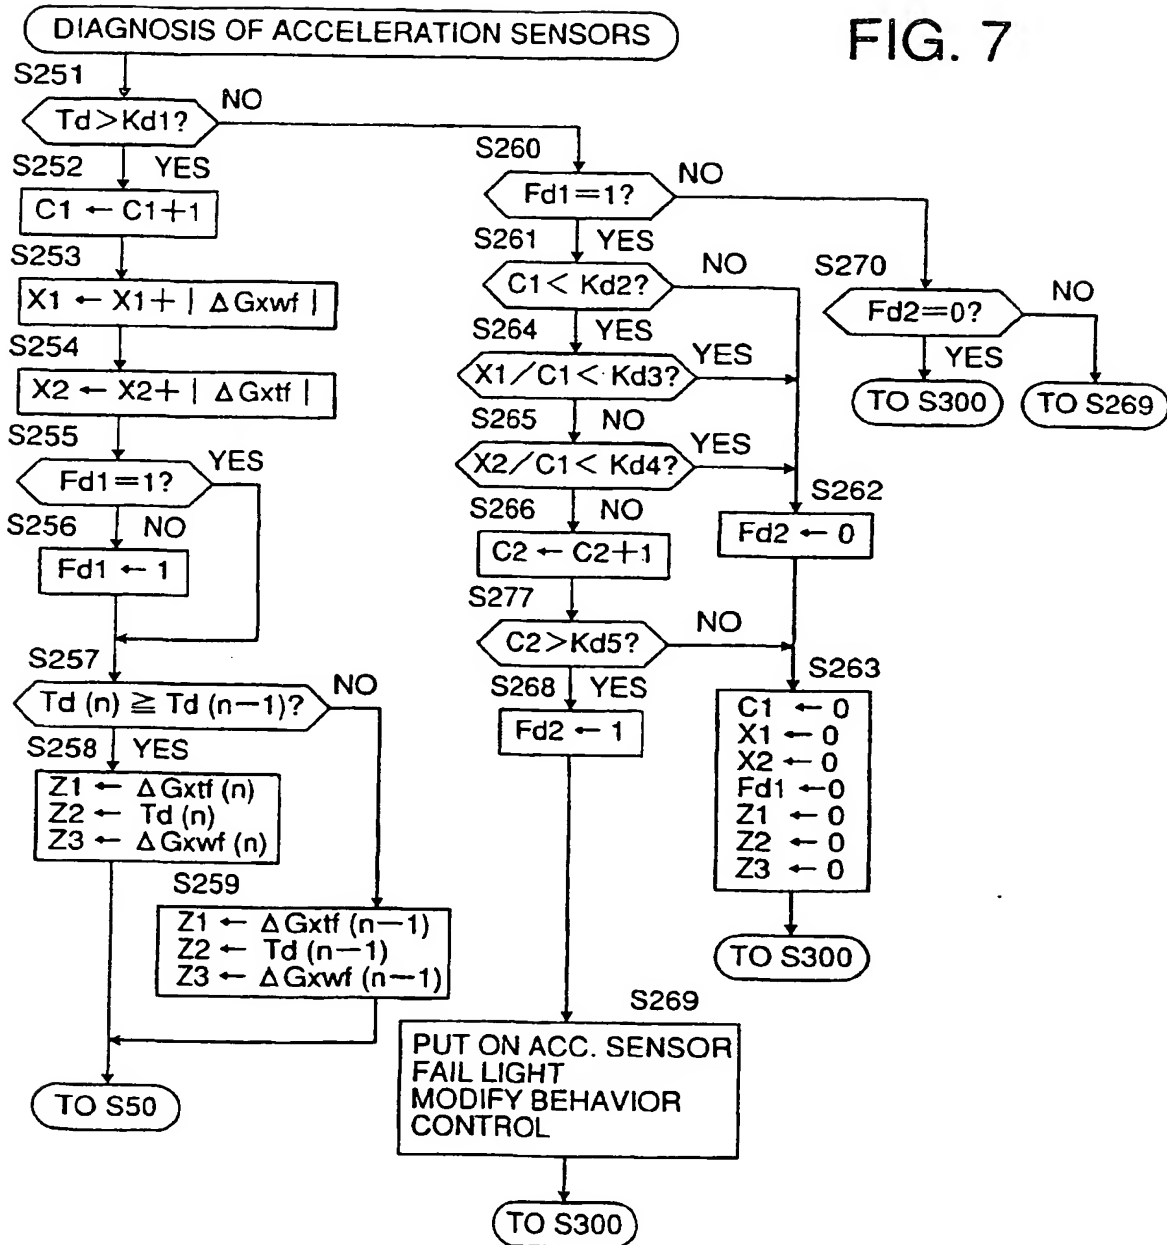 DIAGNOSIS OF ACCELERATION SENSORS
FIG. 7
S251
Td>Kd1?
NO
S252
YES
C1 ← C1+1
S253
X1 ← X1+ | ΔGxwf |
S254
X2 ← X2+ | ΔGxtf |
S255
Fd1=1?
YES
S256
NO
Fd1 ← 1
S257
Td (n) ≧ Td (n−1)?
NO
S258
YES
Z1 ← ΔGxtf (n)
Z2 ← Td (n)
Z3 ← ΔGxwf (n)
S259
Z1 ← ΔGxtf (n−1)
Z2 ← Td (n−1)
Z3 ← ΔGxwf (n−1)
TO S50
S260
Fd1=1?
NO
S261
YES
C1 < Kd2?
NO
S264
YES
X1/C1 < Kd3?
YES
S265
NO
X2/C1 < Kd4?
YES
S266
NO
C2 ← C2+1
S277
C2>Kd5?
NO
S268
YES
Fd2 ← 1
S269
PUT ON ACC. SENSOR
FAIL LIGHT
MODIFY BEHAVIOR
CONTROL
TO S300
S270
Fd2=0?
NO
YES
TO S300
TO S269
S262
Fd2 ← 0
S263
C1 ← 0
X1 ← 0
X2 ← 0
Fd1 ← 0
Z1 ← 0
Z2 ← 0
Z3 ← 0
TO S300